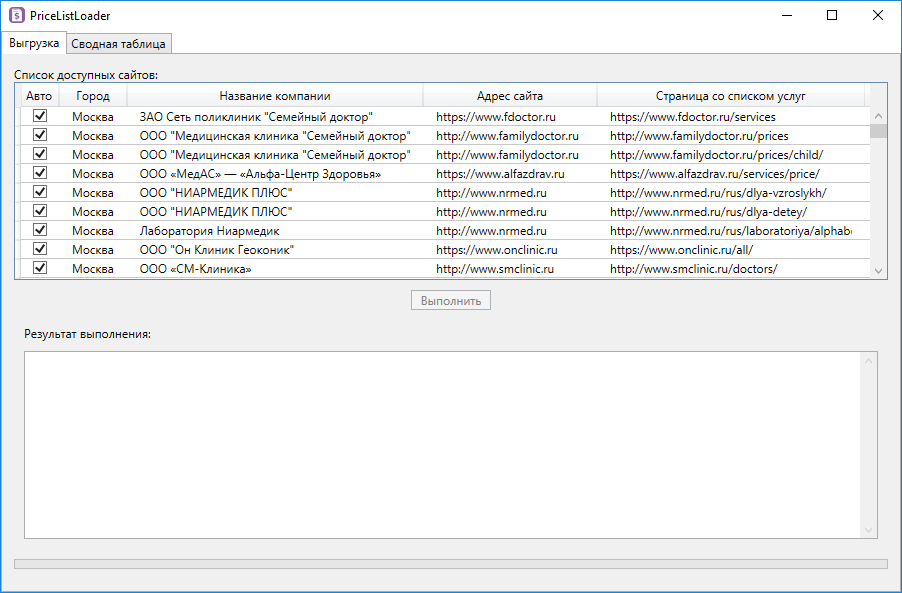 PriceListLoader
Выгрузка Сводная таблица
Список доступных сайтов:
Авто Город Название компании Адрес сайта Страница со списком услуг
Москва ЗАО Сеть поликлиник "Семейный доктор" https://www.fdoctor.ru https://www.fdoctor.ru/services
Москва ООО "Медицинская клиника "Семейный доктор" http://www.familydoctor.ru http://www.familydoctor.ru/prices
Москва ООО "Медицинская клиника "Семейный доктор" http://www.familydoctor.ru http://www.familydoctor.ru/prices/child/
Москва ООО «МедАС» — «Альфа-Центр Здоровья» https://www.alfazdrav.ru https://www.alfazdrav.ru/services/price/
Москва ООО "НИАРМЕДИК ПЛЮС" http://www.nrmed.ru http://www.nrmed.ru/rus/dlya-vzroslykh/
Москва ООО "НИАРМЕДИК ПЛЮС" http://www.nrmed.ru http://www.nrmed.ru/rus/dlya-detey/
Москва Лаборатория Ниармедик http://www.nrmed.ru http://www.nrmed.ru/rus/laboratoriya/alphab
Москва ООО "Он Клиник Геоконик" https://www.onclinic.ru https://www.onclinic.ru/all/
Москва ООО «СМ-Клиника» http://www.smclinic.ru http://www.smclinic.ru/doctors/
Выполнить
Результат выполнения: